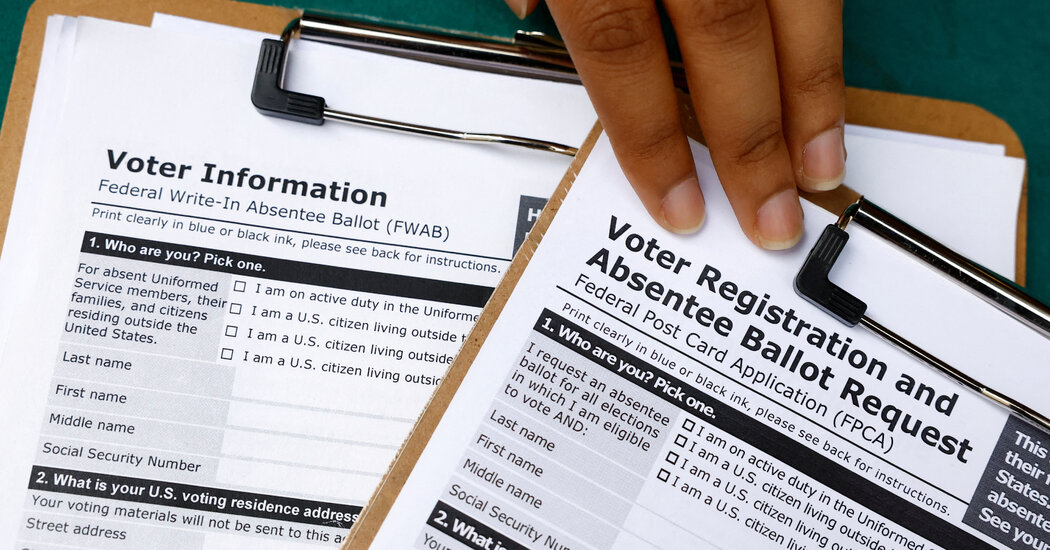 Voter Information
Federal Write-In Absentee Ballot (FWAB)
Print clearly in blue or black ink, please see back for instructions.
1. Who are you? Pick one.
For absent Uniformed
Service members, their
families, and citizens
residing outside the
United States.
I am on active duty in the Uniforme
I am a U.S. citizen living outside t
I am a U.S. citizen living outside
I am a U.S. citizen living outsi
Last name
First name
Middle name
Social Security Number
2. What is your U.S. voting residence address
Your voting materials will not be sent to this a
Street address
Voter Registration and
Absentee Ballot Request
Federal Post Card Application (FPCA)
Print clearly in blue or black ink, please see back for instructions.
1. Who are you? Pick one.
I request an absentee
ballot for all elections
in which I am eligible
to vote AND:
I am on active duty in the Uniformed
I am a U.S. citizen living outside
I am a U.S. citizen living outs
I am a U.S. citizen living ou
Last name
First name
Middle name
Social Security Num
2. What is
Your
This
their
States
absente
See you